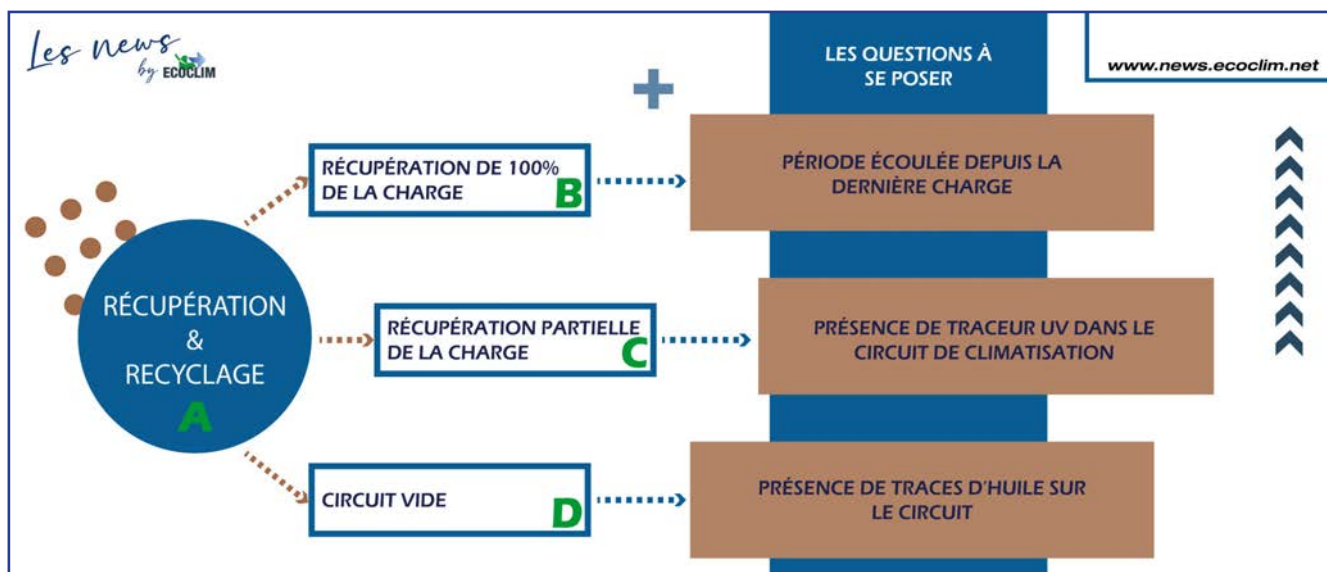 Les news
by ECOCLIM
LES QUESTIONS À
SE POSER
www.news.ecoclim.net
RÉCUPÉRATION DE 100%
DE LA CHARGE
B
PÉRIODE ÉCOULÉE DEPUIS LA
DERNIÈRE CHARGE
RÉCUPÉRATION
&
RECYCLAGE
A
RÉCUPÉRATION PARTIELLE
DE LA CHARGE
C
PRÉSENCE DE TRACEUR UV DANS LE
CIRCUIT DE CLIMATISATION
CIRCUIT VIDE
D
PRÉSENCE DE TRACES D'HUILE SUR
LE CIRCUIT